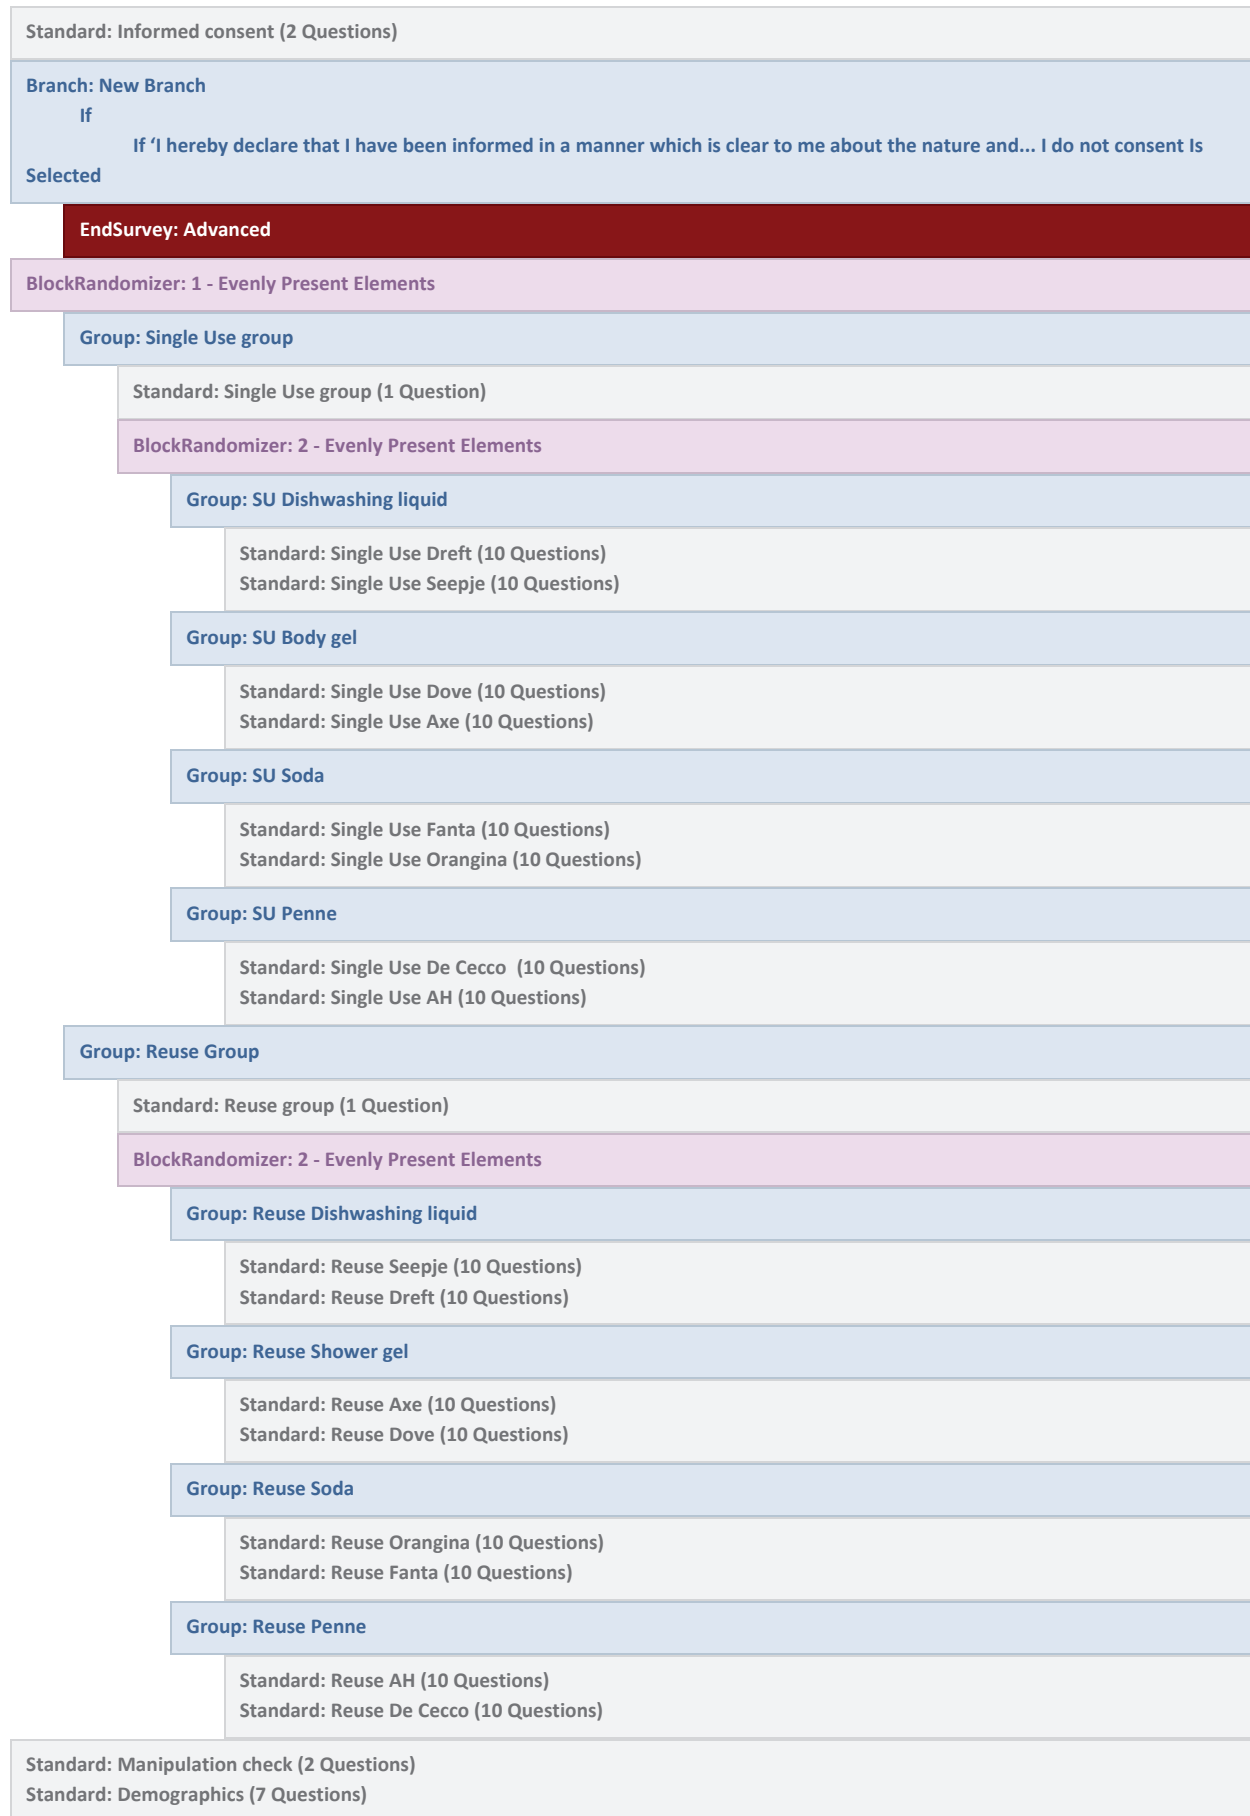 Standard: Informed consent (2 Questions)
Branch: New Branch
If
If ‘I hereby declare that I have been informed in a manner which is clear to me about the nature and... I do not consent Is
Selected
EndSurvey: Advanced
BlockRandomizer: 1 - Evenly Present Elements
Group: Single Use group
Standard: Single Use group (1 Question)
BlockRandomizer: 2 - Evenly Present Elements
Group: SU Dishwashing liquid
Standard: Single Use Dreft (10 Questions)
Standard: Single Use Seepje (10 Questions)
Group: SU Body gel
Standard: Single Use Dove (10 Questions)
Standard: Single Use Axe (10 Questions)
Group: SU Soda
Standard: Single Use Fanta (10 Questions)
Standard: Single Use Orangina (10 Questions)
Group: SU Penne
Standard: Single Use De Cecco  (10 Questions)
Standard: Single Use AH (10 Questions)
Group: Reuse Group
Standard: Reuse group (1 Question)
BlockRandomizer: 2 - Evenly Present Elements
Group: Reuse Dishwashing liquid
Standard: Reuse Seepje (10 Questions)
Standard: Reuse Dreft (10 Questions)
Group: Reuse Shower gel
Standard: Reuse Axe (10 Questions)
Standard: Reuse Dove (10 Questions)
Group: Reuse Soda
Standard: Reuse Orangina (10 Questions)
Standard: Reuse Fanta (10 Questions)
Group: Reuse Penne
Standard: Reuse AH (10 Questions)
Standard: Reuse De Cecco (10 Questions)
Standard: Manipulation check (2 Questions)
Standard: Demographics (7 Questions)